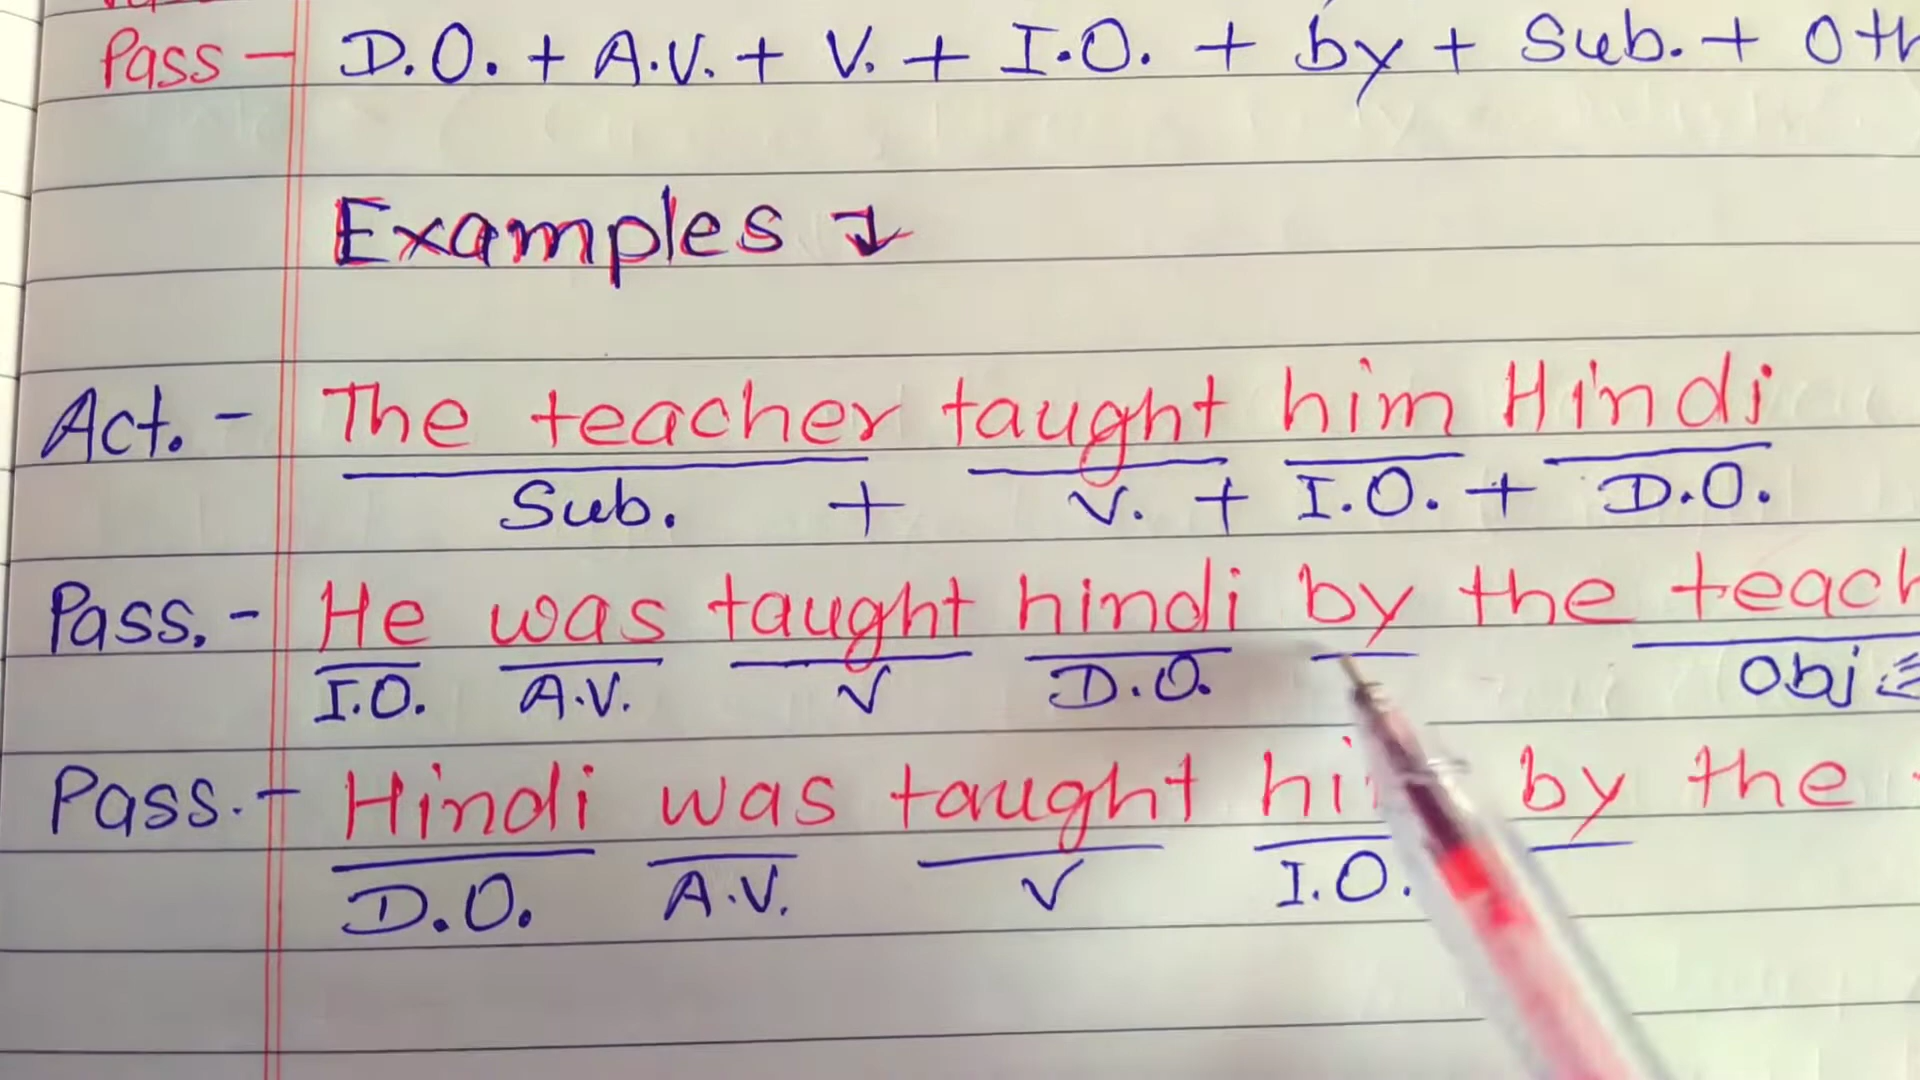 Pass - D.O. + A.V. + V. + I.O. + by + Sub. + Oth
Examples
Act. - The teacher taught him Hindi
Sub. + V. + I.O. + D.O.
Pass. - He was taught hindi by the teach
I.O. A.V. V D.O. Obj
Pass. - Hindi was taught hi by the
D.O. A.V. V I.O.